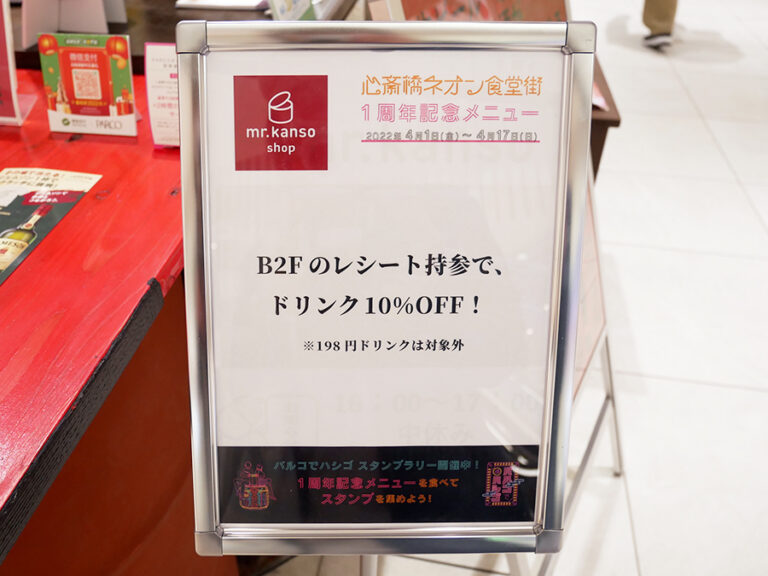 mr.kanso
shop
心斎橋ネオン食堂街
1周年記念メニュー
2022年 4月1日(金)〜4月17日(日)
B2Fのレシート持参で、
ドリンク10%OFF！
※198円ドリンクは対象外
パルコでハシゴ スタンプラリー開催中！
1周年記念メニューを食べて
スタンプを集めよう！
微信支付
PARCO